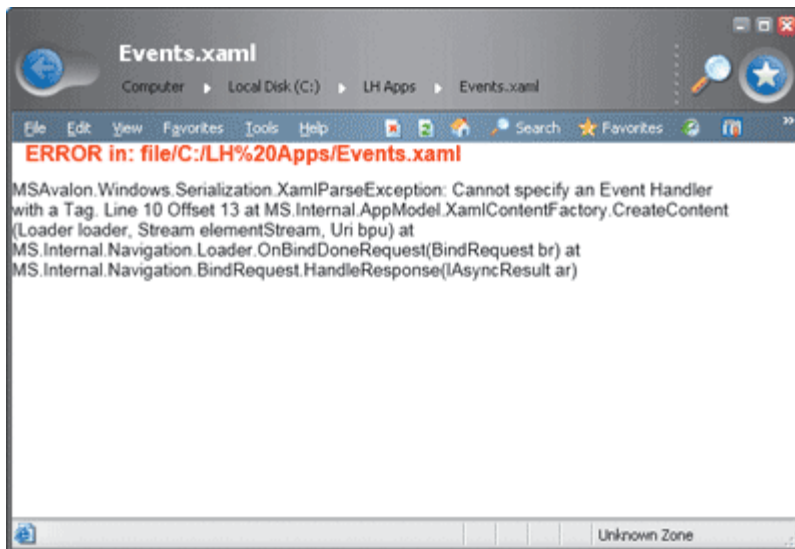 Events.xaml
Computer Local Disk (C:) LH Apps Events.xaml
File Edit View Favorites Tools Help Search Favorites »
ERROR in: file/C:/LH%20Apps/Events.xaml
MSAvalon.Windows.Serialization.XamlParseException: Cannot specify an Event Handler
with a Tag. Line 10 Offset 13 at MS.Internal.AppModel.XamlContentFactory.CreateContent
(Loader loader, Stream elementStream, Uri bpu) at
MS.Internal.Navigation.Loader.OnBindDoneRequest(BindRequest br) at
MS.Internal.Navigation.BindRequest.HandleResponse(IAsyncResult ar)
Unknown Zone